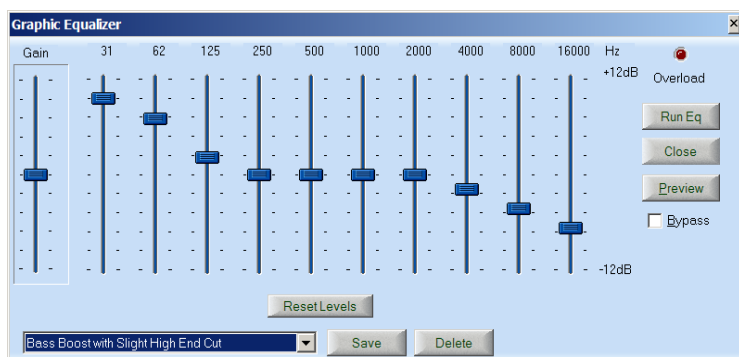 Graphic Equalizer
Gain 31 62 125 250 500 1000 2000 4000 8000 16000 Hz
+12dB
Overload
Run Eq
Close
Preview
Bypass
-12dB
Reset Levels
Bass Boost with Slight High End Cut
Save
Delete